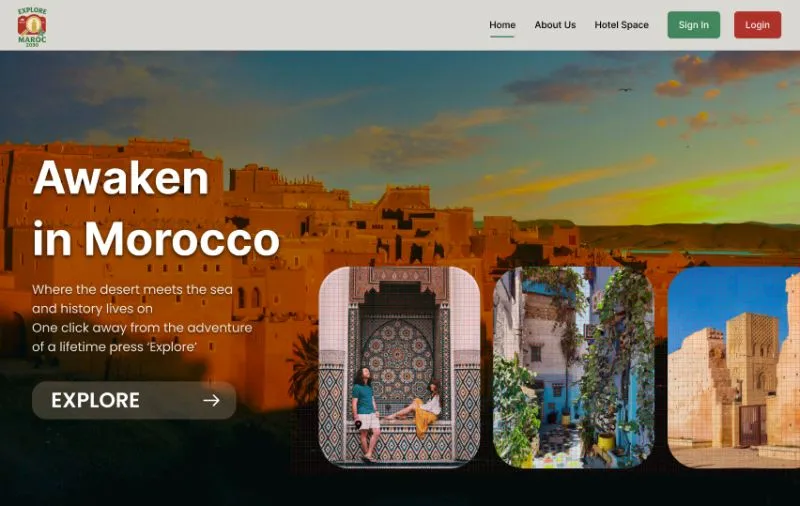 EXPLORE
MAROC
2030
Home
About Us
Hotel Space
Sign In
Login
Awaken
in Morocco
Where the desert meets the sea
and history lives on
One click away from the adventure
of a lifetime press ‘Explore’
EXPLORE